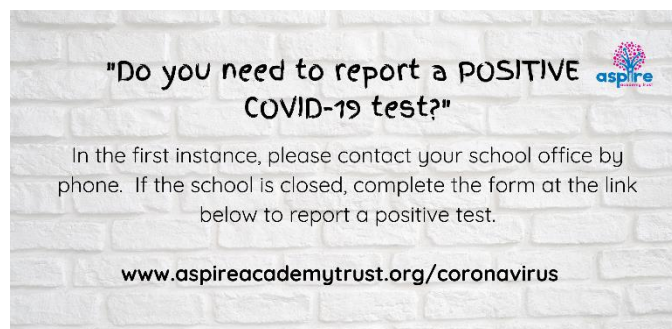 "Do you need to report a POSITIVE
COVID-19 test?"
aspire
academy trust
In the first instance, please contact your school office by
phone.  If the school is closed, complete the form at the link
below to report a positive test.
www.aspireacademytrust.org/coronavirus